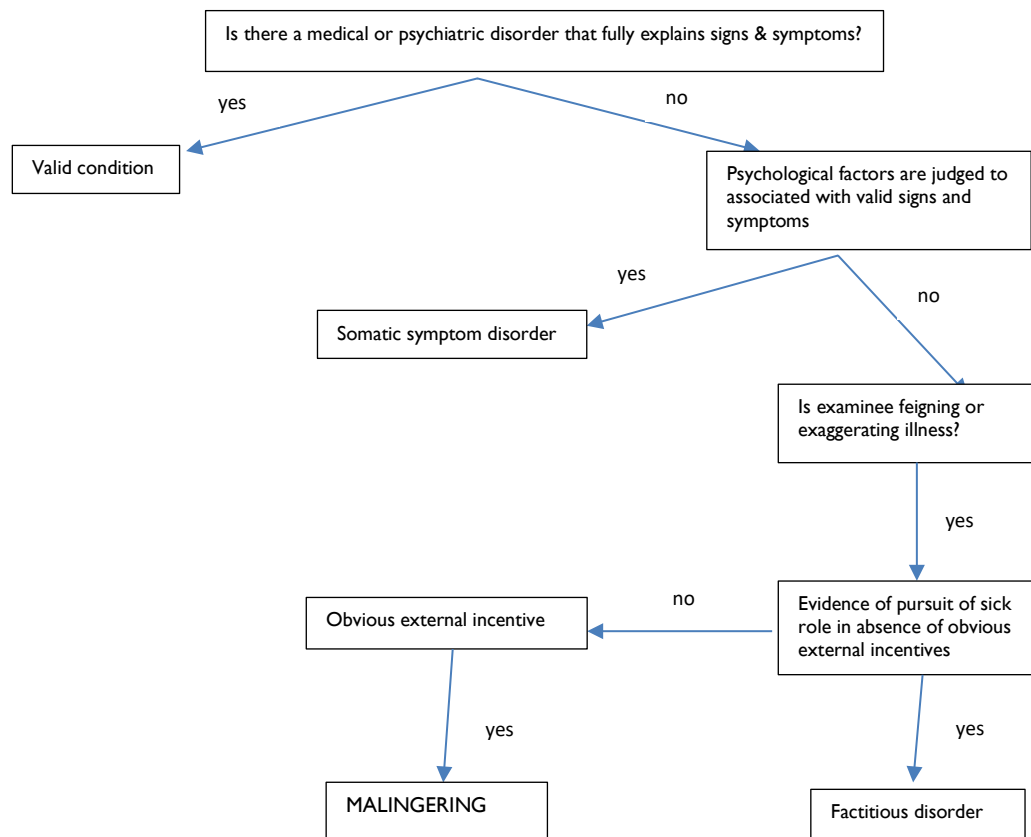 Is there a medical or psychiatric disorder that fully explains signs & symptoms?
yes
no
Valid condition
Psychological factors are judged to
associated with valid signs and
symptoms
yes
no
Somatic symptom disorder
Is examinee feigning or
exaggerating illness?
yes
no
Obvious external incentive
Evidence of pursuit of sick
role in absence of obvious
external incentives
yes
yes
MALINGERING
Factitious disorder